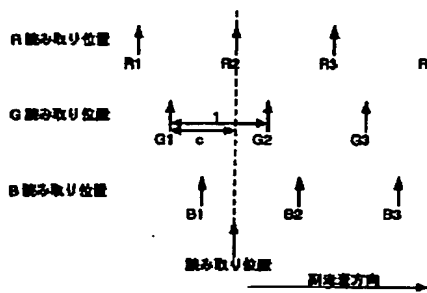 R 読み取り位置
R1 R2 R3 R
G 読み取り位置
1
G1 c G2 G3
B 読み取り位置
B1 B2 B3
読み取り位置
副走査方向